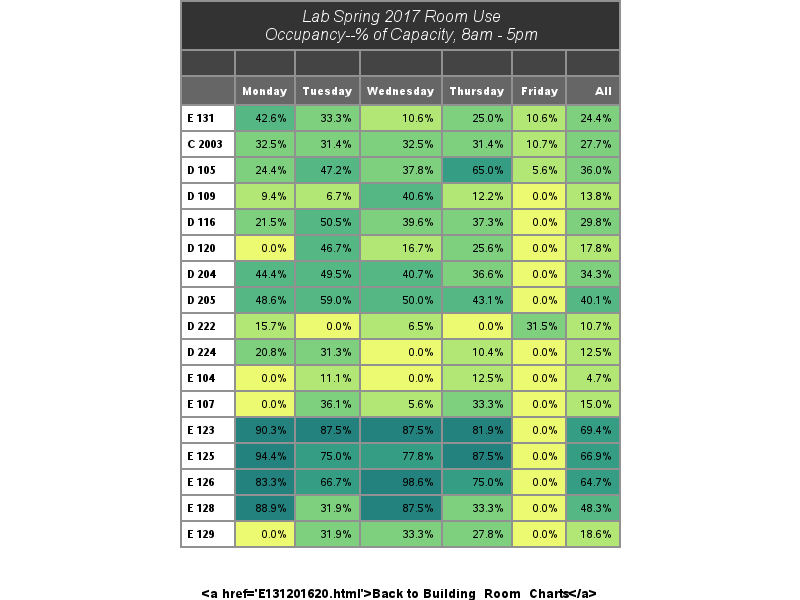 Lab Spring 2017 Room Use
Occupancy--% of Capacity, 8am - 5pm
Monday Tuesday Wednesday Thursday Friday All
E 131 42.6% 33.3% 10.6% 25.0% 10.6% 24.4%
C 2003 32.5% 31.4% 32.5% 31.4% 10.7% 27.7%
D 105 24.4% 47.2% 37.8% 65.0% 5.6% 36.0%
D 109 9.4% 6.7% 40.6% 12.2% 0.0% 13.8%
D 116 21.5% 50.5% 39.6% 37.3% 0.0% 29.8%
D 120 0.0% 46.7% 16.7% 25.6% 0.0% 17.8%
D 204 44.4% 49.5% 40.7% 36.6% 0.0% 34.3%
D 205 48.6% 59.0% 50.0% 43.1% 0.0% 40.1%
D 222 15.7% 0.0% 6.5% 0.0% 31.5% 10.7%
D 224 20.8% 31.3% 0.0% 10.4% 0.0% 12.5%
E 104 0.0% 11.1% 0.0% 12.5% 0.0% 4.7%
E 107 0.0% 36.1% 5.6% 33.3% 0.0% 15.0%
E 123 90.3% 87.5% 87.5% 81.9% 0.0% 69.4%
E 125 94.4% 75.0% 77.8% 87.5% 0.0% 66.9%
E 126 83.3% 66.7% 98.6% 75.0% 0.0% 64.7%
E 128 88.9% 31.9% 87.5% 33.3% 0.0% 48.3%
E 129 0.0% 31.9% 33.3% 27.8% 0.0% 18.6%
<a href='E131201620.html'>Back to Building_Room_Charts</a>